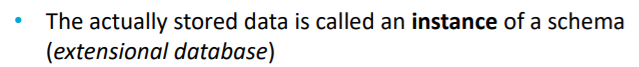 • The actually stored data is called an instance of a schema
(extensional database)